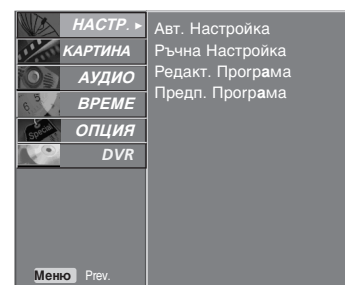 НАСТР. ►
КАРТИНА
АУДИО
ВРЕМЕ
ОПЦИЯ
DVR
Авт. Настройка
Ръчна Настройка
Редакт. Програма
Предп. Програма
Меню Prev.